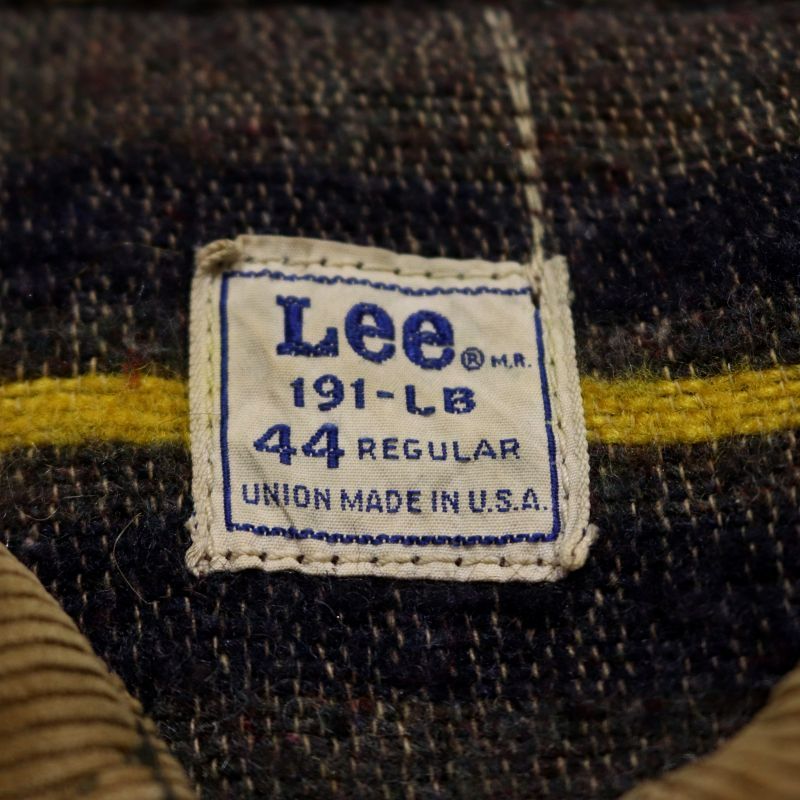 Lee® M.R.
191-LB
44 REGULAR
UNION MADE IN U.S.A.